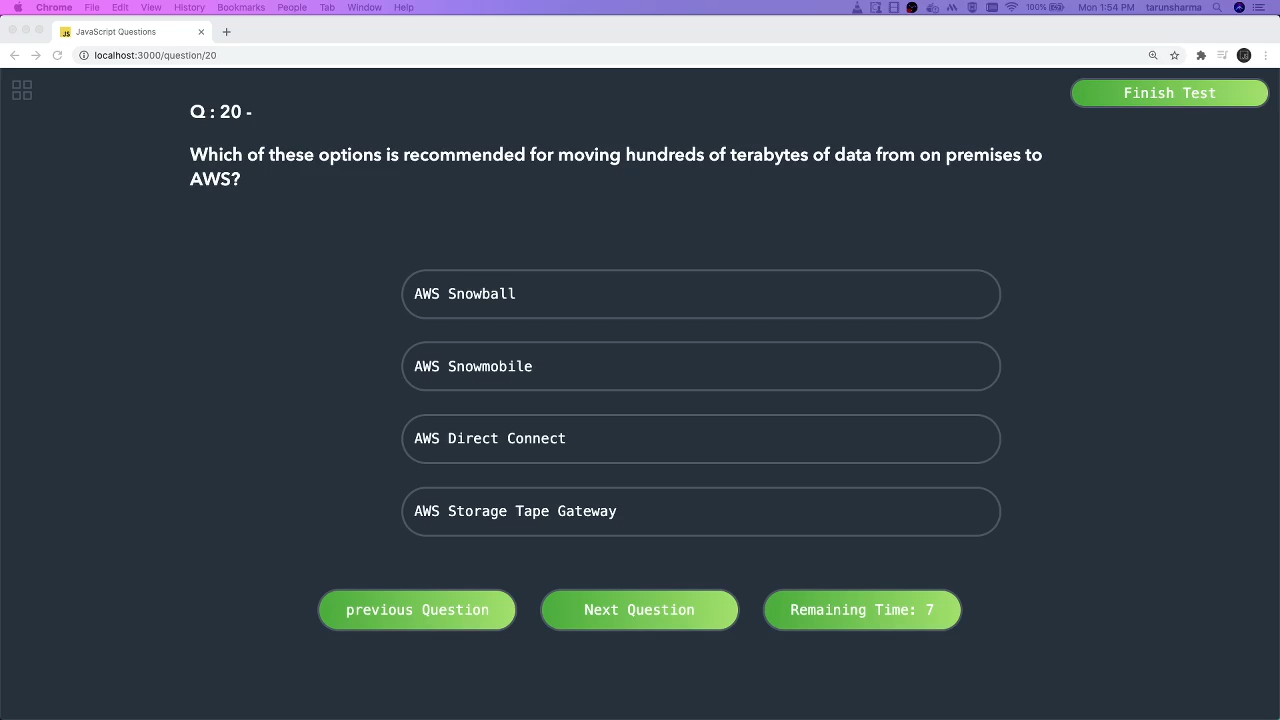 Chrome File Edit View History Bookmarks People Tab Window Help 100% Mon 1:54 PM tarunsharma
JS JavaScript Questions
localhost:3000/question/20
Finish Test
Q : 20 -
Which of these options is recommended for moving hundreds of terabytes of data from on premises to
AWS?
AWS Snowball
AWS Snowmobile
AWS Direct Connect
AWS Storage Tape Gateway
previous Question Next Question Remaining Time: 7